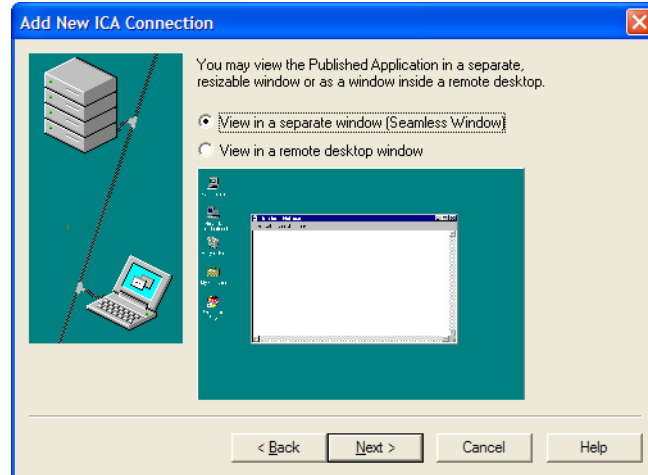 Add New ICA Connection
You may view the Published Application in a separate,
resizable window or as a window inside a remote desktop.
View in a separate window (Seamless Window)
View in a remote desktop window
< Back
Next >
Cancel
Help